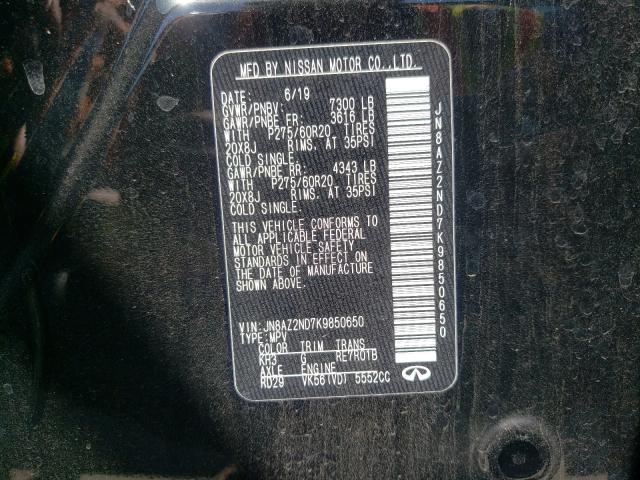 MFD BY NISSAN MOTOR CO.,LTD.
DATE: 6/19
GVWR/PNBV: 7300 LB
GAWR/PNBE FR: 3616 LB
WITH P275/60R20 TIRES
20X8J RIMS. AT 35PSI
COLD SINGLE.
GAWR/PNBE RR: 4343 LB
WITH P275/60R20 TIRES
20X8J RIMS. AT 35PSI
COLD SINGLE.
THIS VEHICLE CONFORMS TO
ALL APPLICABLE FEDERAL
MOTOR VEHICLE SAFETY
STANDARDS IN EFFECT ON
THE DATE OF MANUFACTURE
SHOWN ABOVE.
VIN: JN8AZ2ND7K9850650
TYPE: MPV
COLOR TRIM TRANS
KH3 G RE7R01B
AXLE ENGINE
RD29 VK56(VD) 5552CC
JN8AZ2ND7K9850650